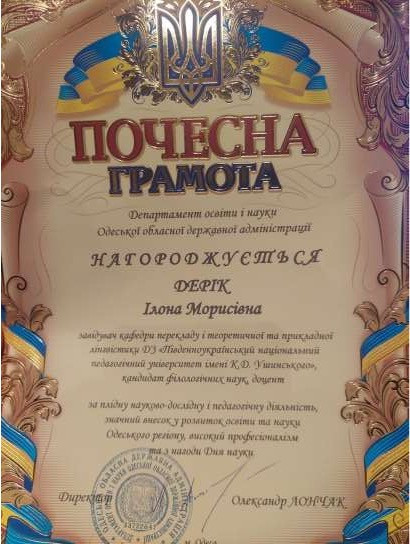 ПОЧЕСНА
ГРАМОТА
Департамент освіти і науки
Одеської обласної державної адміністрації
НАГОРОДЖУЄТЬСЯ
ДЕРІК
Ілона Морисівна
завідувач кафедри перекладу і теоретичної та прикладної
лінгвістики ДЗ «Південноукраїнський національний
педагогічний університет імені К.Д. Ушинського»,
кандидат філологічних наук, доцент
за плідну науково-дослідну і педагогічну діяльність,
значний внесок у розвиток освіти та науки
Одеського регіону, високий професіоналізм
та з нагоди Дня науки
Директор
Олександр ЛОНЧАК
м. Одеса